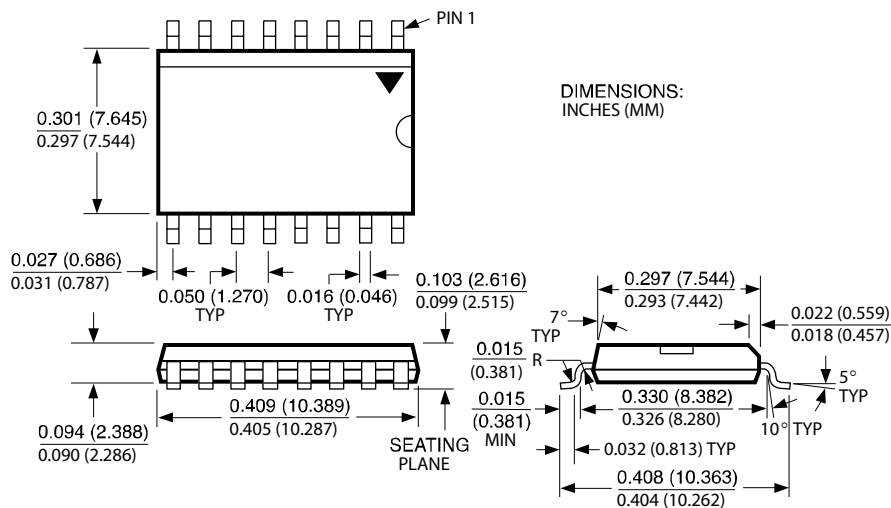 PIN 1
DIMENSIONS:
INCHES (MM)
0.301 (7.645)
0.297 (7.544)
0.027 (0.686)
0.031 (0.787)
0.050 (1.270)
TYP
0.016 (0.046)
TYP
0.103 (2.616)
0.099 (2.515)
0.297 (7.544)
0.293 (7.442)
0.022 (0.559)
0.018 (0.457)
7°
TYP
0.015
(0.381)
R
5°
TYP
0.094 (2.388)
0.090 (2.286)
0.409 (10.389)
0.405 (10.287)
SEATING
PLANE
0.015
(0.381)
MIN
0.330 (8.382)
0.326 (8.280)
10° TYP
0.032 (0.813) TYP
0.408 (10.363)
0.404 (10.262)